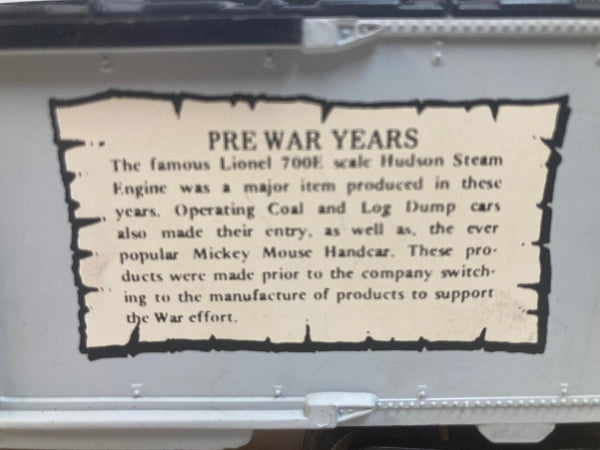 PRE WAR YEARS
The famous Lionel 700E scale Hudson Steam
Engine was a major item produced in these
years. Operating Coal and Log Dump cars
also made their entry, as well as, the ever
popular Mickey Mouse Handcar. These pro-
ducts were made prior to the company switch-
ing to the manufacture of products to support
the War effort.